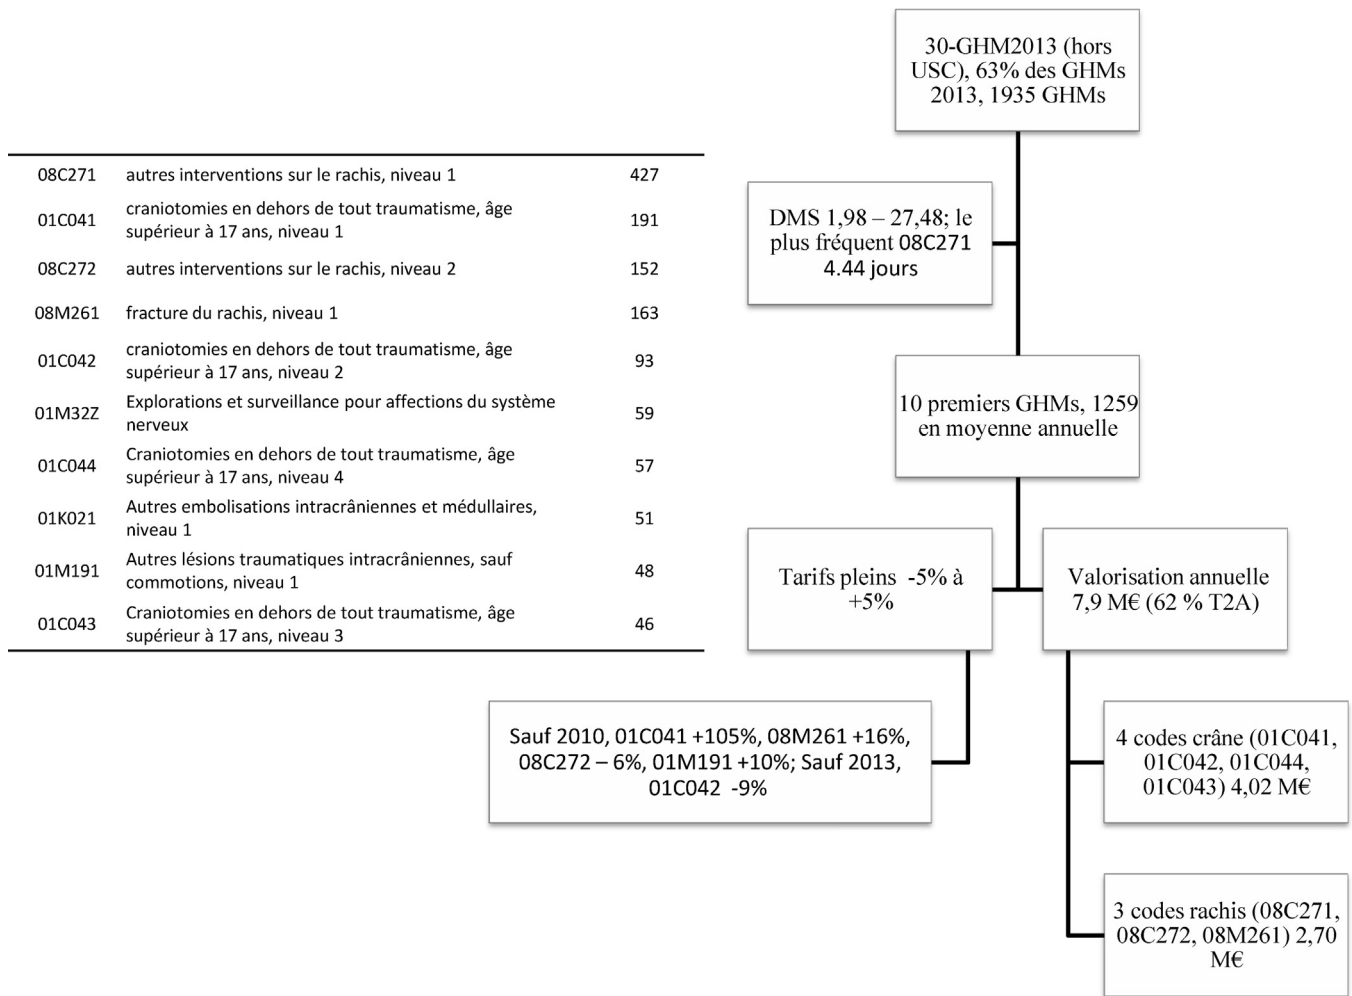 30-GHM2013 (hors
USC), 63% des GHMs
2013, 1935 GHMs
08C271 autres interventions sur le rachis, niveau 1 427
01C041 craniotomies en dehors de tout traumatisme, âge
supérieur à 17 ans, niveau 1 191
08C272 autres interventions sur le rachis, niveau 2 152
08M261 fracture du rachis, niveau 1 163
01C042 craniotomies en dehors de tout traumatisme, âge
supérieur à 17 ans, niveau 2 93
01M32Z Explorations et surveillance pour affections du système
nerveux 59
01C044 Craniotomies en dehors de tout traumatisme, âge
supérieur à 17 ans, niveau 4 57
01K021 Autres embolisations intracrâniennes et médullaires,
niveau 1 51
01M191 Autres lésions traumatiques intracrâniennes, sauf
commotions, niveau 1 48
01C043 Craniotomies en dehors de tout traumatisme, âge
supérieur à 17 ans, niveau 3 46
DMS 1,98 – 27,48; le
plus fréquent 08C271
4.44 jours
10 premiers GHMs, 1259
en moyenne annuelle
Tarifs pleins -5% à
+5%
Valorisation annuelle
7,9 M€ (62 % T2A)
Sauf 2010, 01C041 +105%, 08M261 +16%,
08C272 – 6%, 01M191 +10%; Sauf 2013,
01C042 -9%
4 codes crâne (01C041,
01C042, 01C044,
01C043) 4,02 M€
3 codes rachis (08C271,
08C272, 08M261) 2,70
M€